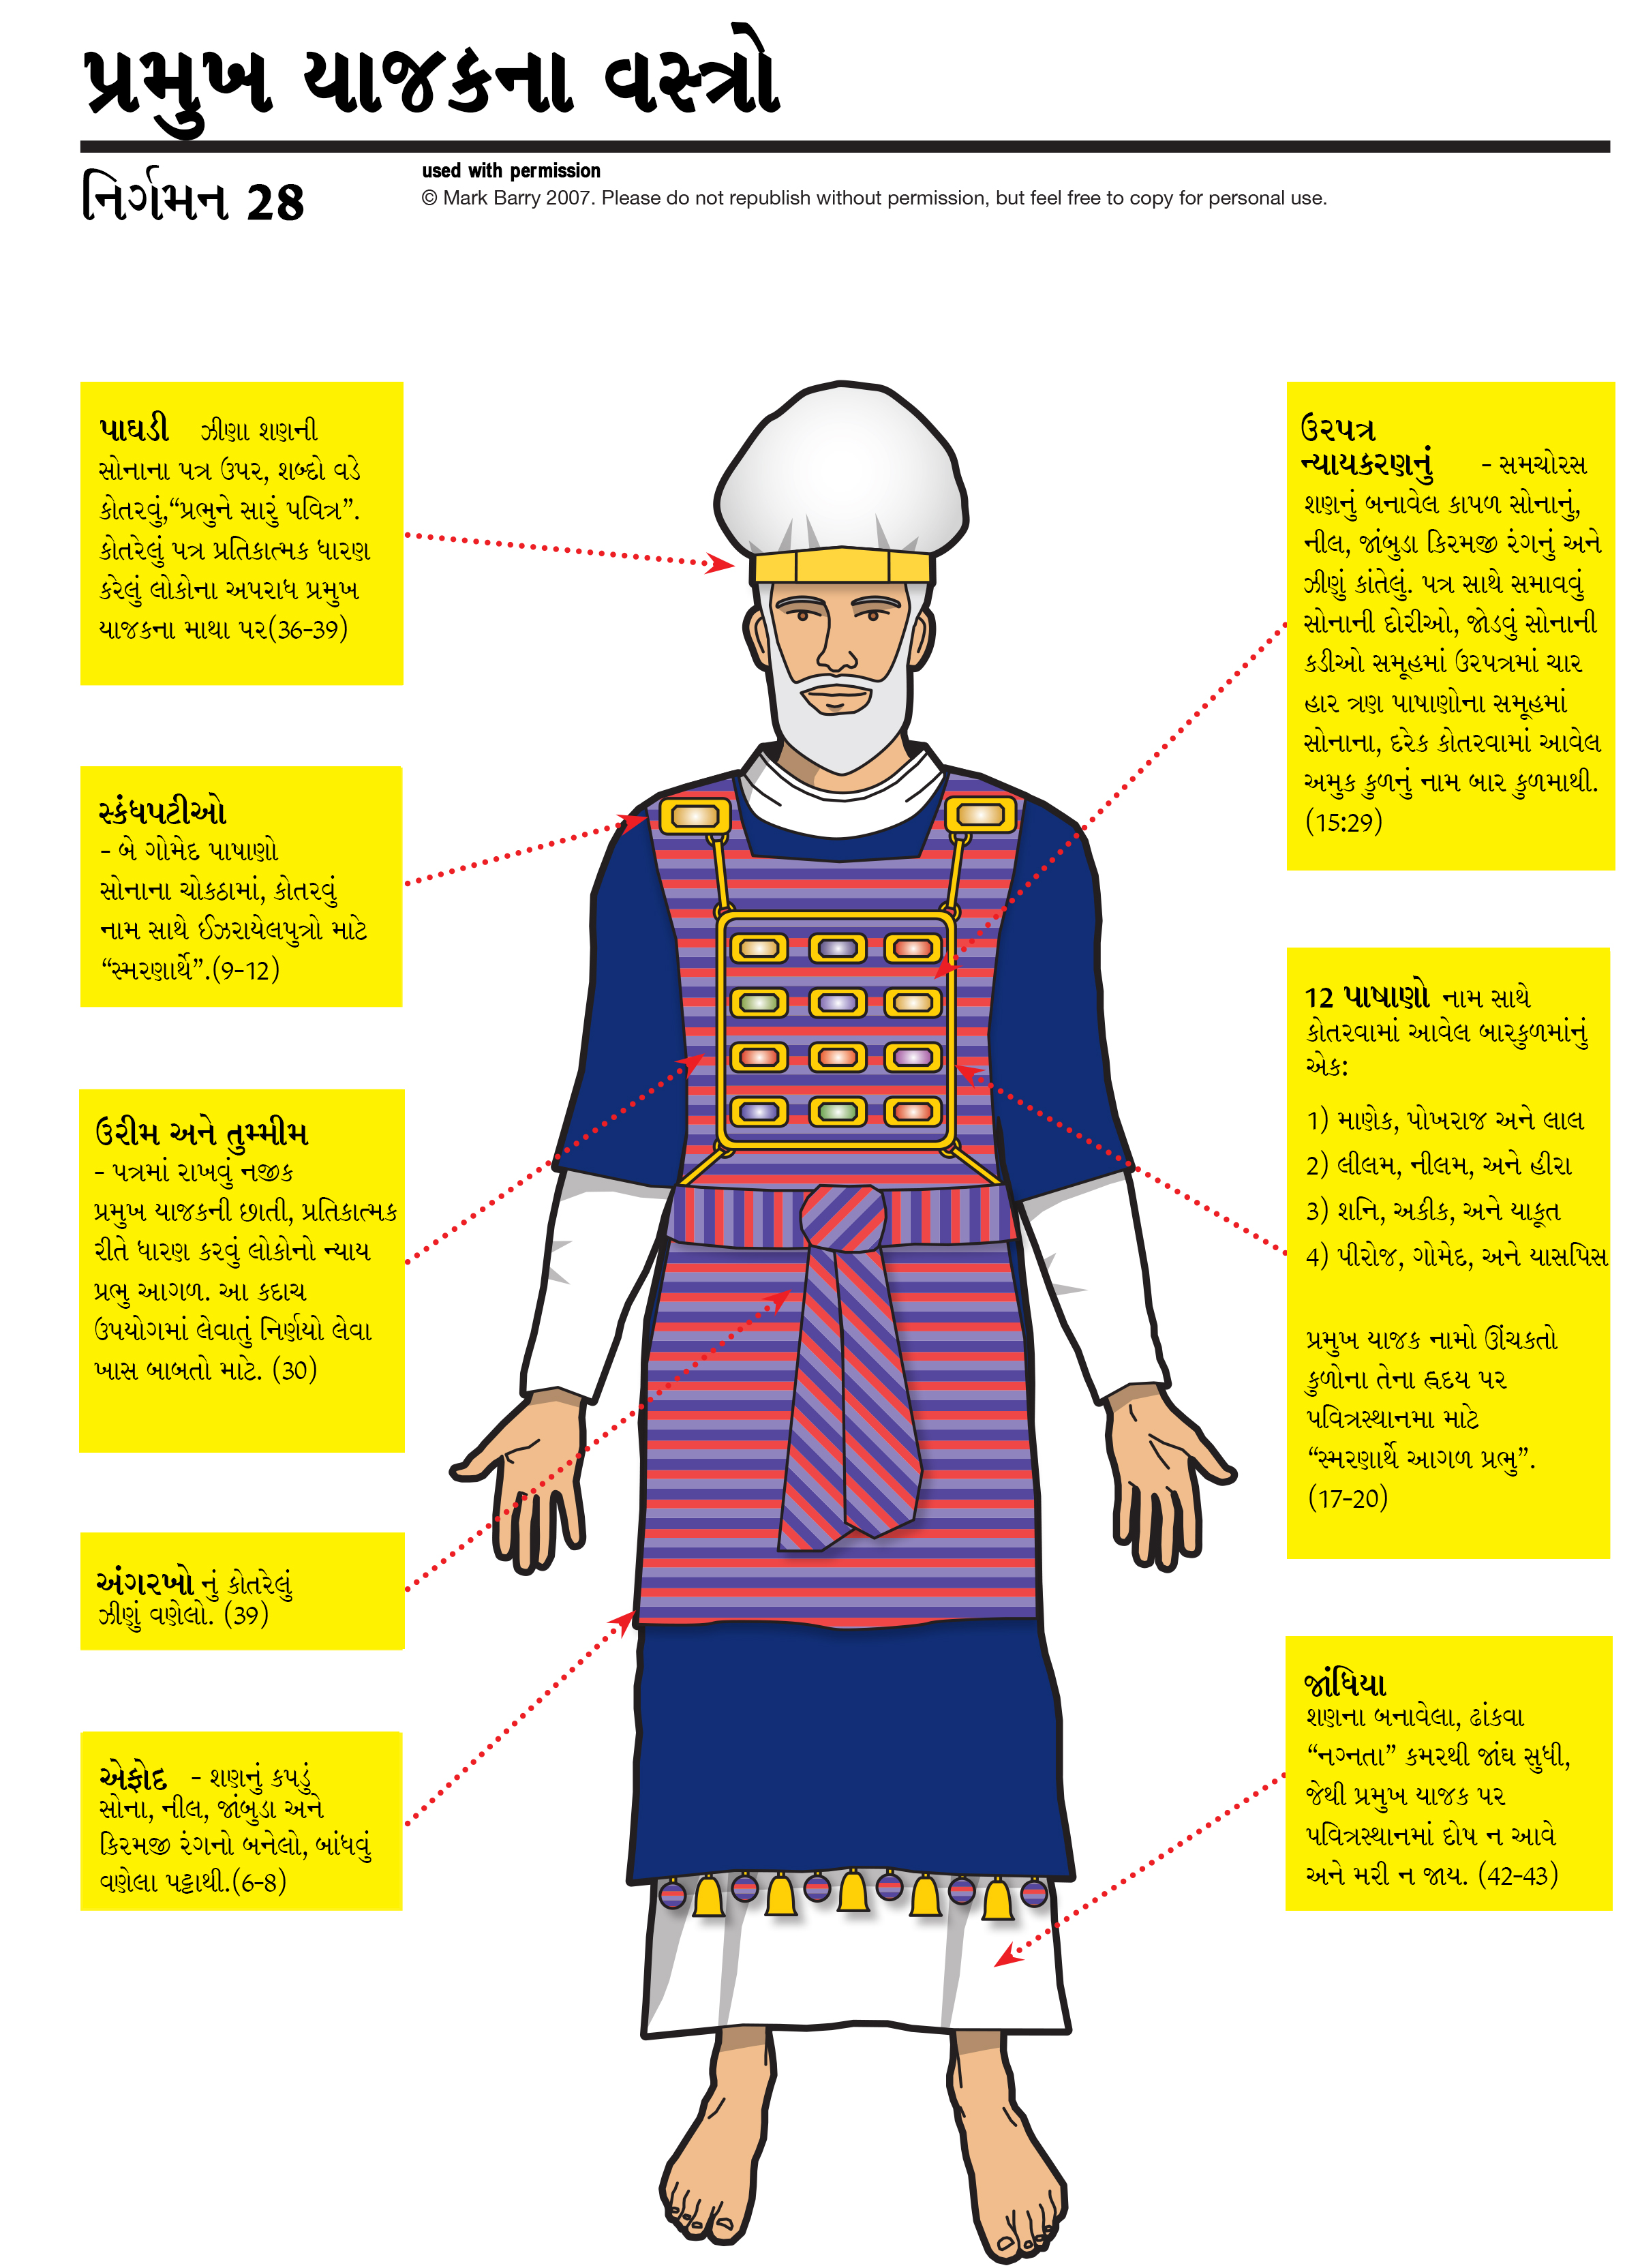 પ્રમુખ યાજકના વસ્ત્રો
નિર્ગમન 28
used with permission
© Mark Barry 2007. Please do not republish without permission, but feel free to copy for personal use.
પાઘડી ઝીણા શણની
સોનાના પત્ર ઉપર, શબ્દો વડે
કોતરવું,“પ્રભુને સારું પવિત્ર”.
કોતરેલું પત્ર પ્રતિકાત્મક ધારણ
કરેલું લોકોના અપરાધ પ્રમુખ
યાજકના માથા પર(36-39)
સ્કંધપટીઓ
- બે ગોમેદ પાષાણો
સોનાના ચોકઠામાં, કોતરવું
નામ સાથે ઈઝરાયેલપુત્રો માટે
“સ્મરણાર્થે”.(9-12)
ઉરીમ અને તુમ્મીમ
- પત્રમાં રાખવું નજીક
પ્રમુખ યાજકની છાતી, પ્રતિકાત્મક
રીતે ધારણ કરવું લોકોનો ન્યાય
પ્રભુ આગળ. આ કદાચ
ઉપયોગમાં લેવાતું નિર્ણયો લેવા
ખાસ બાબતો માટે. (30)
અંગરખો નું કોતરેલું
ઝીણું વણેલો. (39)
એફોદ - શણનું કપડું
સોના, નીલ, જાંબુડા અને
કિરમજી રંગનો બનેલો, બાંધવું
વણેલા પટ્ટાથી.(6-8)
ઉરપત્ર
ન્યાયકરણનું - સમચોરસ
શણનું બનાવેલ કાપળ સોનાનું,
નીલ, જાંબુડા કિરમજી રંગનું અને
ઝીણું કાંતેલું. પત્ર સાથે સમાવવું
સોનાની દોરીઓ, જોડવું સોનાની
કડીઓ સમૂહમાં ઉરપત્રમાં ચાર
હાર ત્રણ પાષાણોના સમૂહમાં
સોનાના, દરેક કોતરવામાં આવેલ
અમુક કુળનું નામ બાર કુળમાથી.
(15:29)
12 પાષાણો નામ સાથે
કોતરવામાં આવેલ બારકુળમાંનું
એક:
1) માણેક, પોખરાજ અને લાલ
2) લીલમ, નીલમ, અને હીરા
3) શનિ, અકીક, અને યાકૂત
4) પીરોજ, ગોમેદ, અને યાસપિસ
પ્રમુખ યાજક નામો ઊંચકતો
કુળોના તેના હૃદય પર
પવિત્રસ્થાનમા માટે
“સ્મરણાર્થે આગળ પ્રભુ”.
(17-20)
જાંધિયા
શણના બનાવેલા, ઢાંકવા
“નગ્નતા” કમરથી જાંઘ સુધી,
જેથી પ્રમુખ યાજક પર
પવિત્રસ્થાનમાં દોષ ન આવે
અને મરી ન જાય. (42-43)